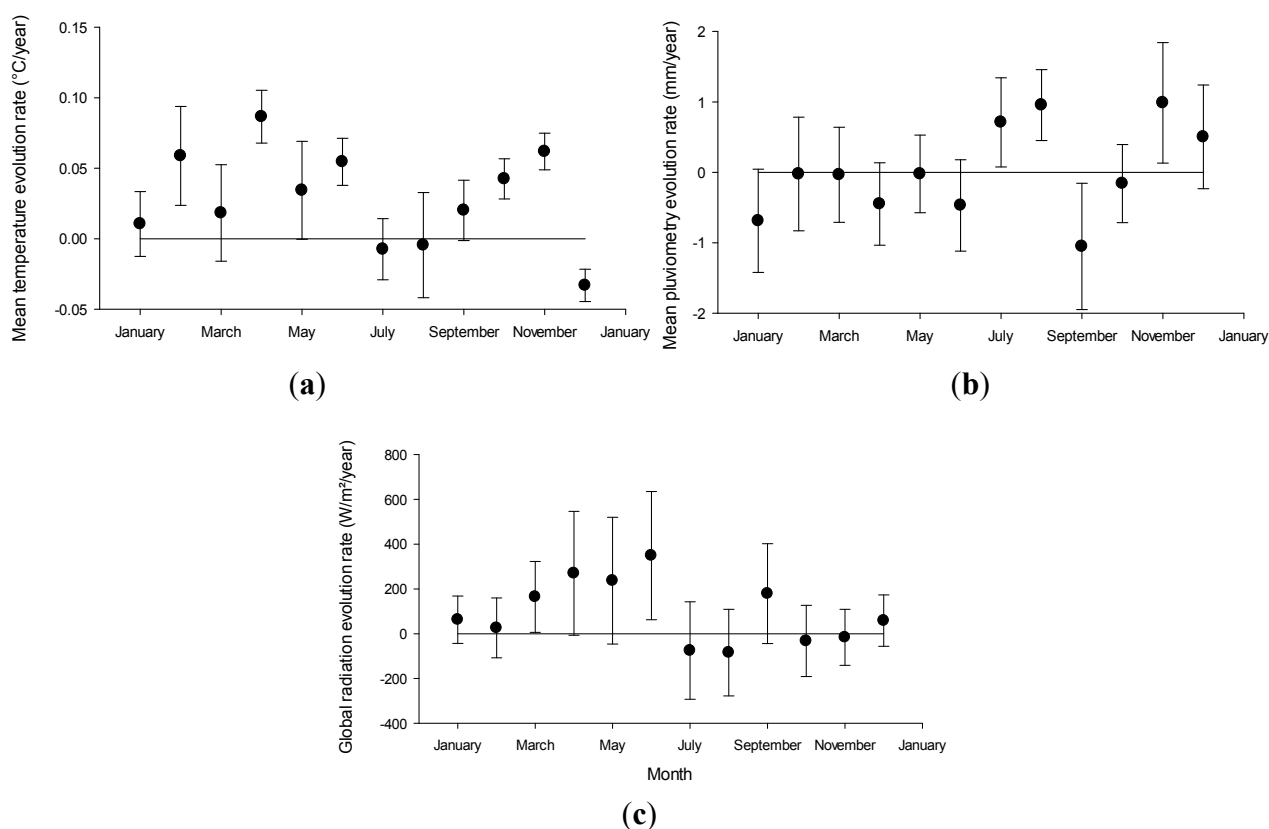 Mean temperature evolution rate (°C/year)
0.15
0.10
0.05
0.00
-0.05
January
March
May
July
September
November
January
(a)
Mean pluviometry evolution rate (mm/year)
2
1
0
-1
-2
January
March
May
July
September
November
January
(b)
Global radiation evolution rate (W/m²/year)
800
600
400
200
0
-200
-400
January
March
May
July
September
November
January
Month
(c)